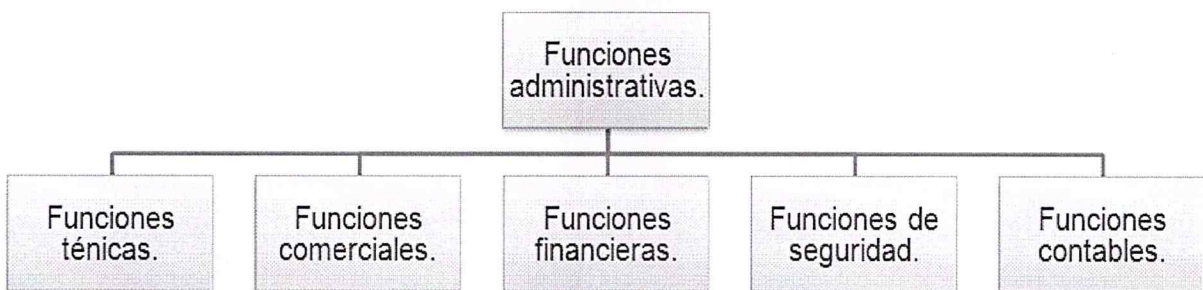 Funciones
administrativas.
Funciones
ténicas.
Funciones
comerciales.
Funciones
financieras.
Funciones de
seguridad.
Funciones
contables.